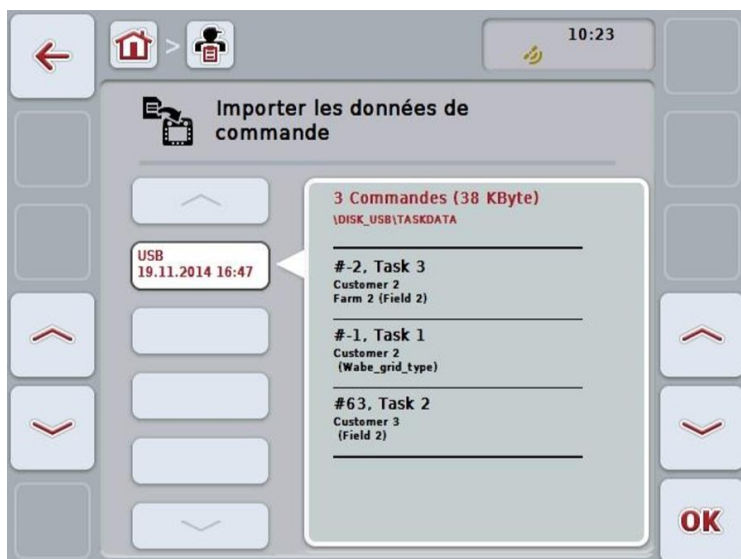 10:23
>
Importer les données de
commande
USB
19.11.2014 16:47
3 Commandes (38 KByte)
\DISK_USB\TASKDATA
#-2, Task 3
Customer 2
Farm 2 (Field 2)
#-1, Task 1
Customer 2
(Wabe_grid_type)
#63, Task 2
Customer 3
(Field 2)
OK